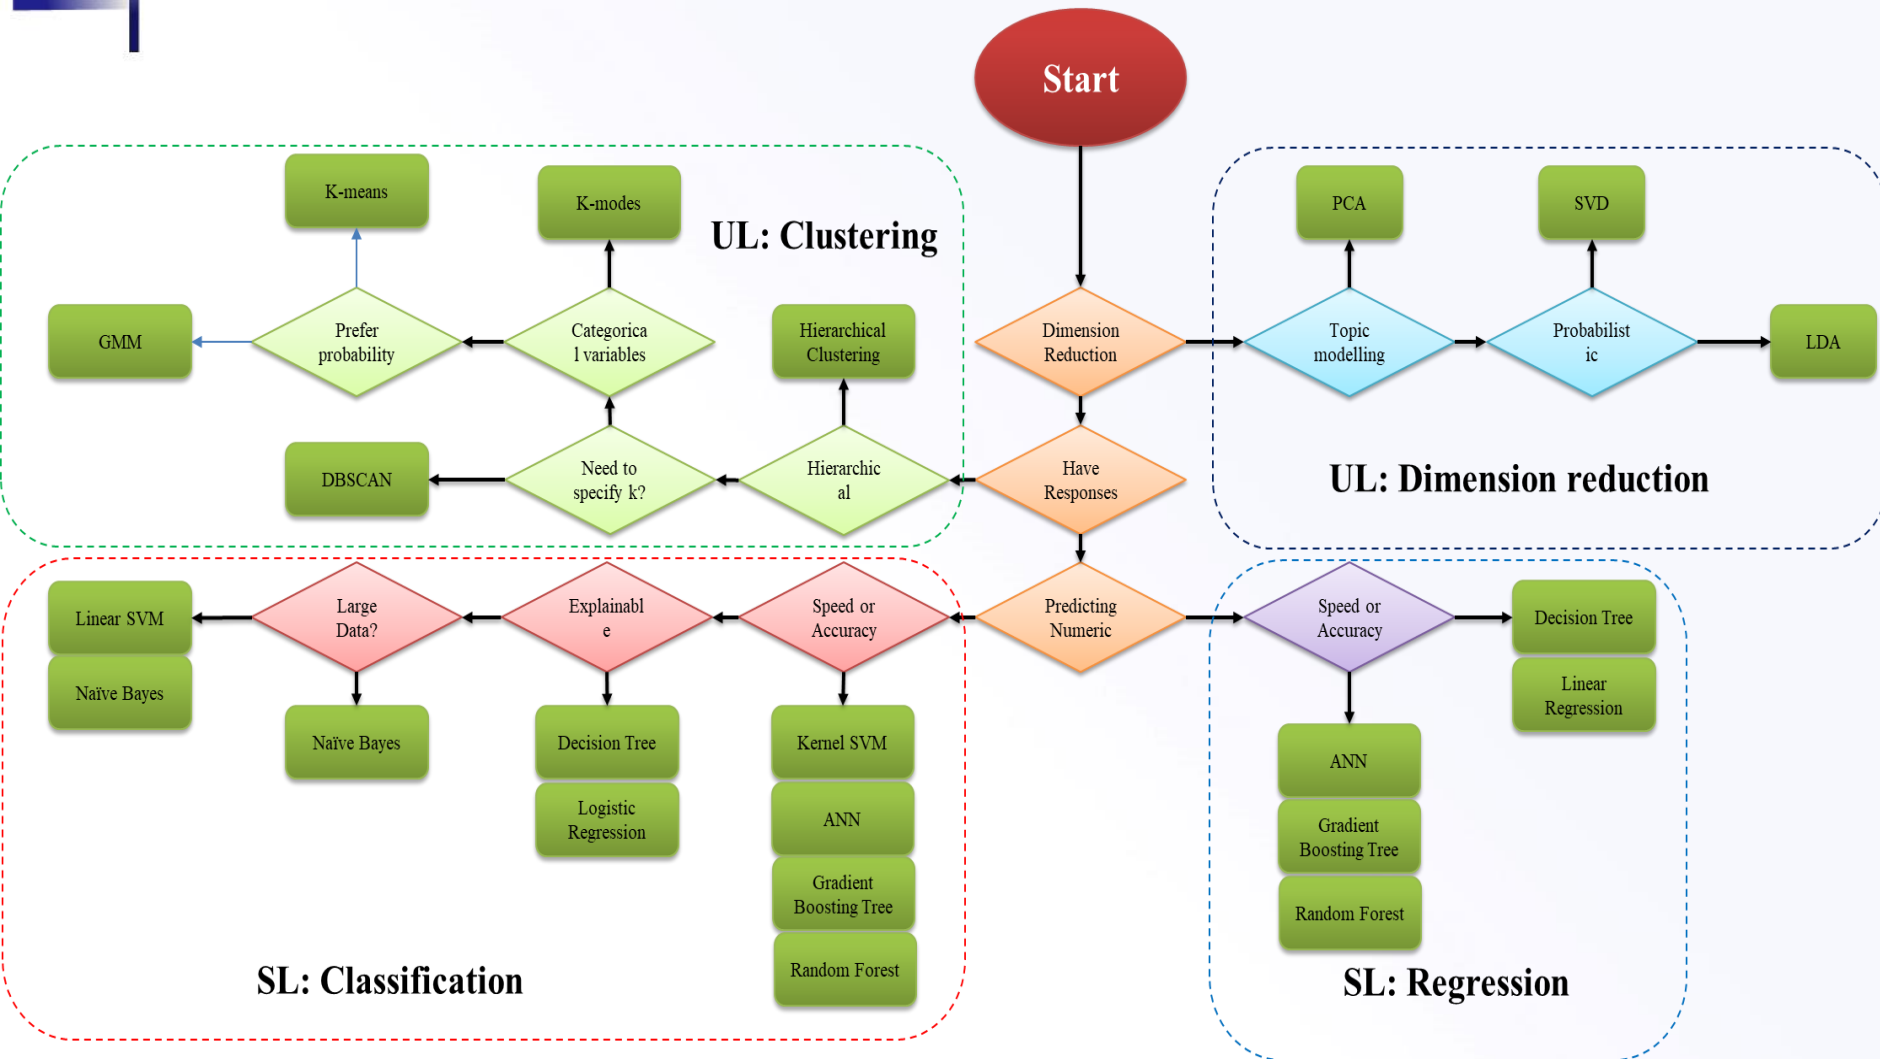 Start
K-means
K-modes
UL: Clustering
PCA
SVD
GMM
Prefer
probability
Categorica
l variables
Hierarchical
Clustering
Dimension
Reduction
Topic
modelling
Probabilist
ic
LDA
DBSCAN
Need to
specify k?
Hierarchic
al
Have
Responses
UL: Dimension reduction
Linear SVM
Naïve Bayes
Large
Data?
Explainabl
e
Speed or
Accuracy
Predicting
Numeric
Speed or
Accuracy
Decision Tree
Linear
Regression
Naïve Bayes
Decision Tree
Logistic
Regression
Kernel SVM
ANN
Gradient
Boosting Tree
Random Forest
ANN
Gradient
Boosting Tree
Random Forest
SL: Classification
SL: Regression